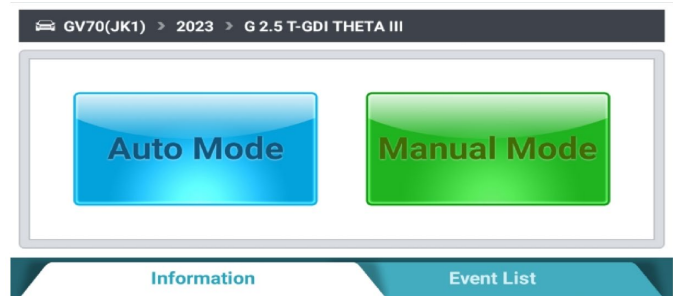 GV70(JK1) > 2023 > G 2.5 T-GDI THETA III
Auto Mode
Manual Mode
Information
Event List